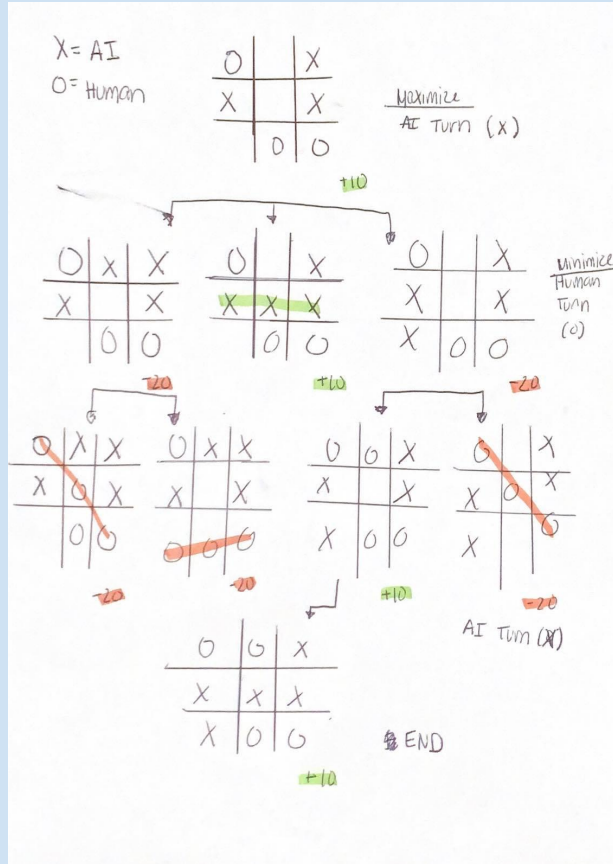 X = AI
O = Human
O X
X X
O O
Maximize
AI Turn (X)
+10
O X X
X X
O O
-20
O X
X X X
O O
+10
O X
X X
X O O
-20
Minimize
Human
Turn
(O)
O X X
X O X
O O
-20
O X X
X X
O O O
-20
O O X
X X
X O O
+10
O X
X O X
X O
-20
AI Turn (X)
O O X
X X X
X O O
+10
END